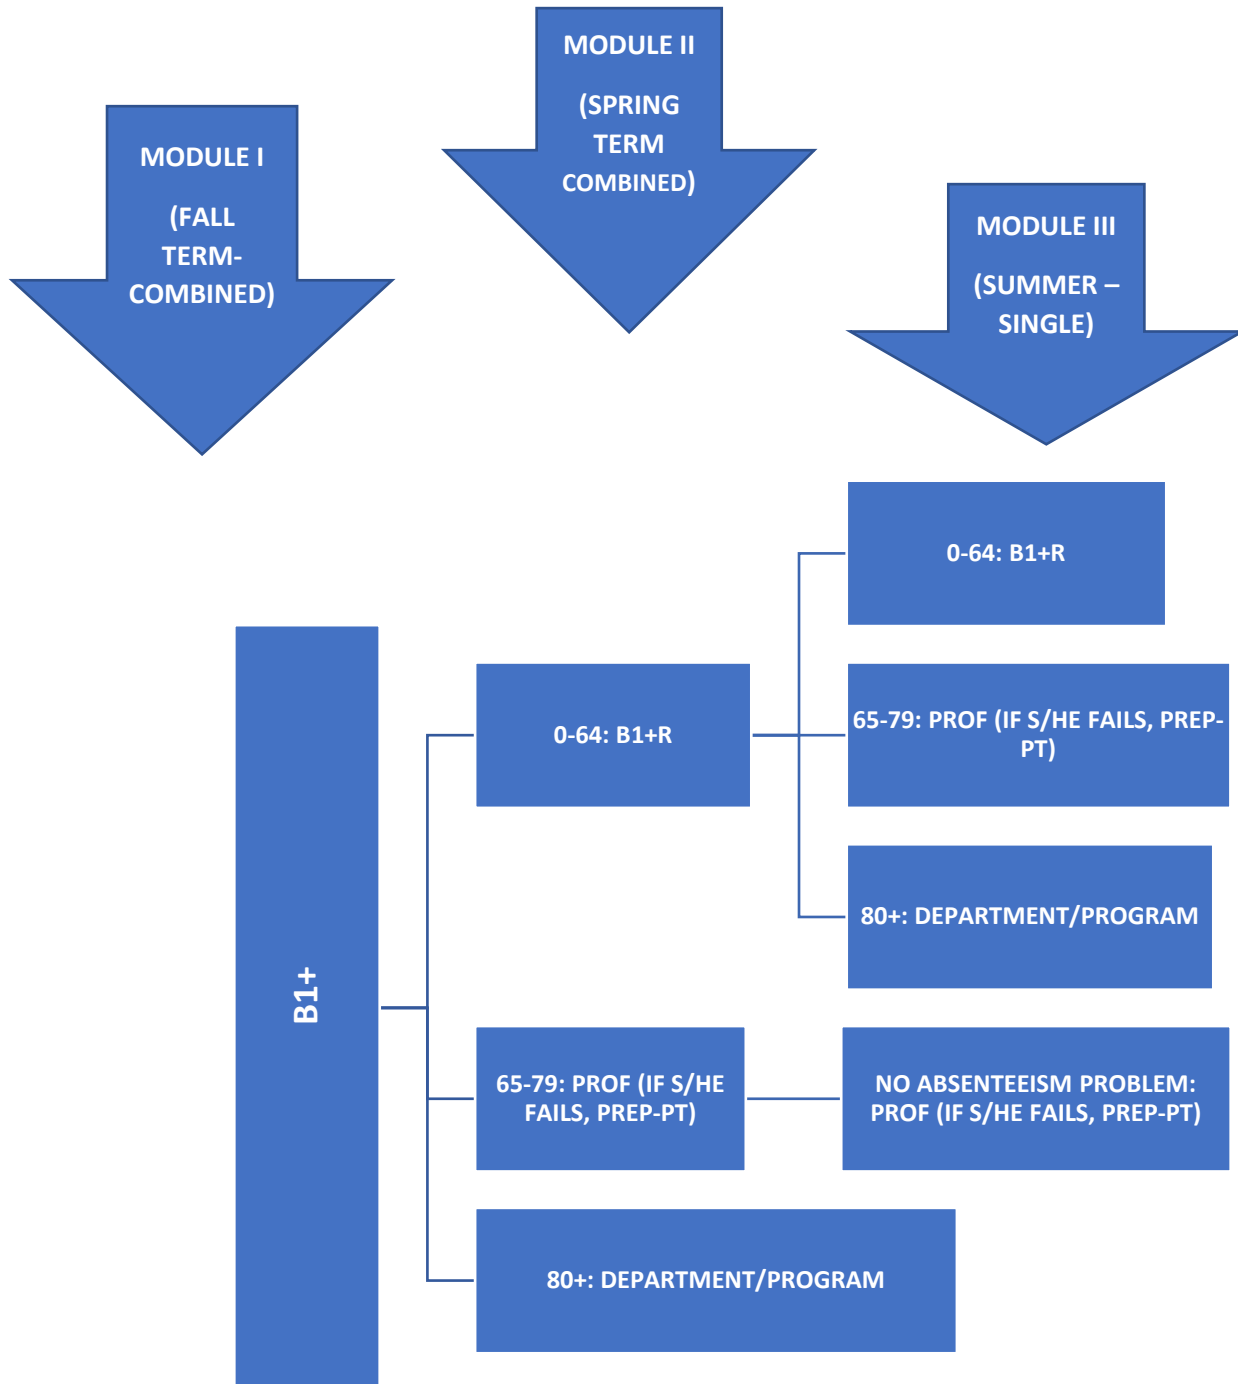 MODULE I
(FALL
TERM-
COMBINED)
MODULE II
(SPRING
TERM
COMBINED)
MODULE III
(SUMMER –
SINGLE)
B1+
0-64: B1+R
65-79: PROF (IF S/HE
FAILS, PREP-PT)
80+: DEPARTMENT/PROGRAM
0-64: B1+R
65-79: PROF (IF S/HE FAILS, PREP-
PT)
80+: DEPARTMENT/PROGRAM
NO ABSENTEEISM PROBLEM:
PROF (IF S/HE FAILS, PREP-PT)